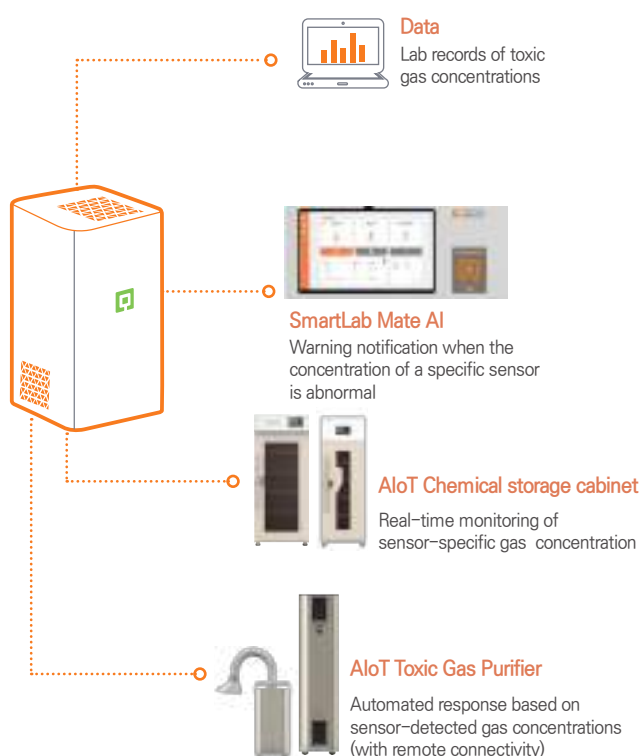 Data
Lab records of toxic
gas concentrations
SmartLab Mate AI
Warning notification when the
concentration of a specific sensor
is abnormal
AIoT Chemical storage cabinet
Real-time monitoring of
sensor-specific gas concentration
AIoT Toxic Gas Purifier
Automated response based on
sensor-detected gas concentrations
(with remote connectivity)